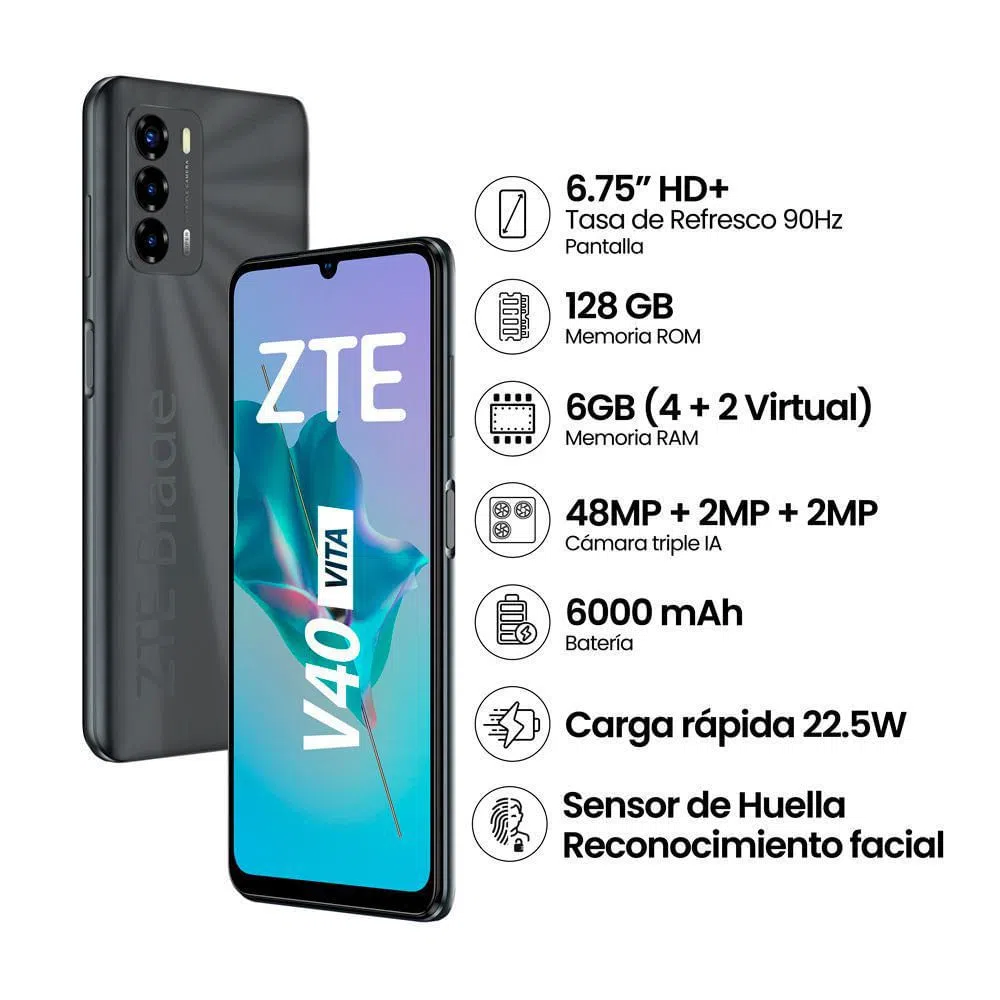 ZTE
V40 VITA
ZTE Blade
6.75” HD+
Tasa de Refresco 90Hz
Pantalla
128 GB
Memoria ROM
6GB (4 + 2 Virtual)
Memoria RAM
48MP + 2MP + 2MP
Cámara triple IA
6000 mAh
Batería
Carga rápida 22.5W
Sensor de Huella
Reconocimiento facial